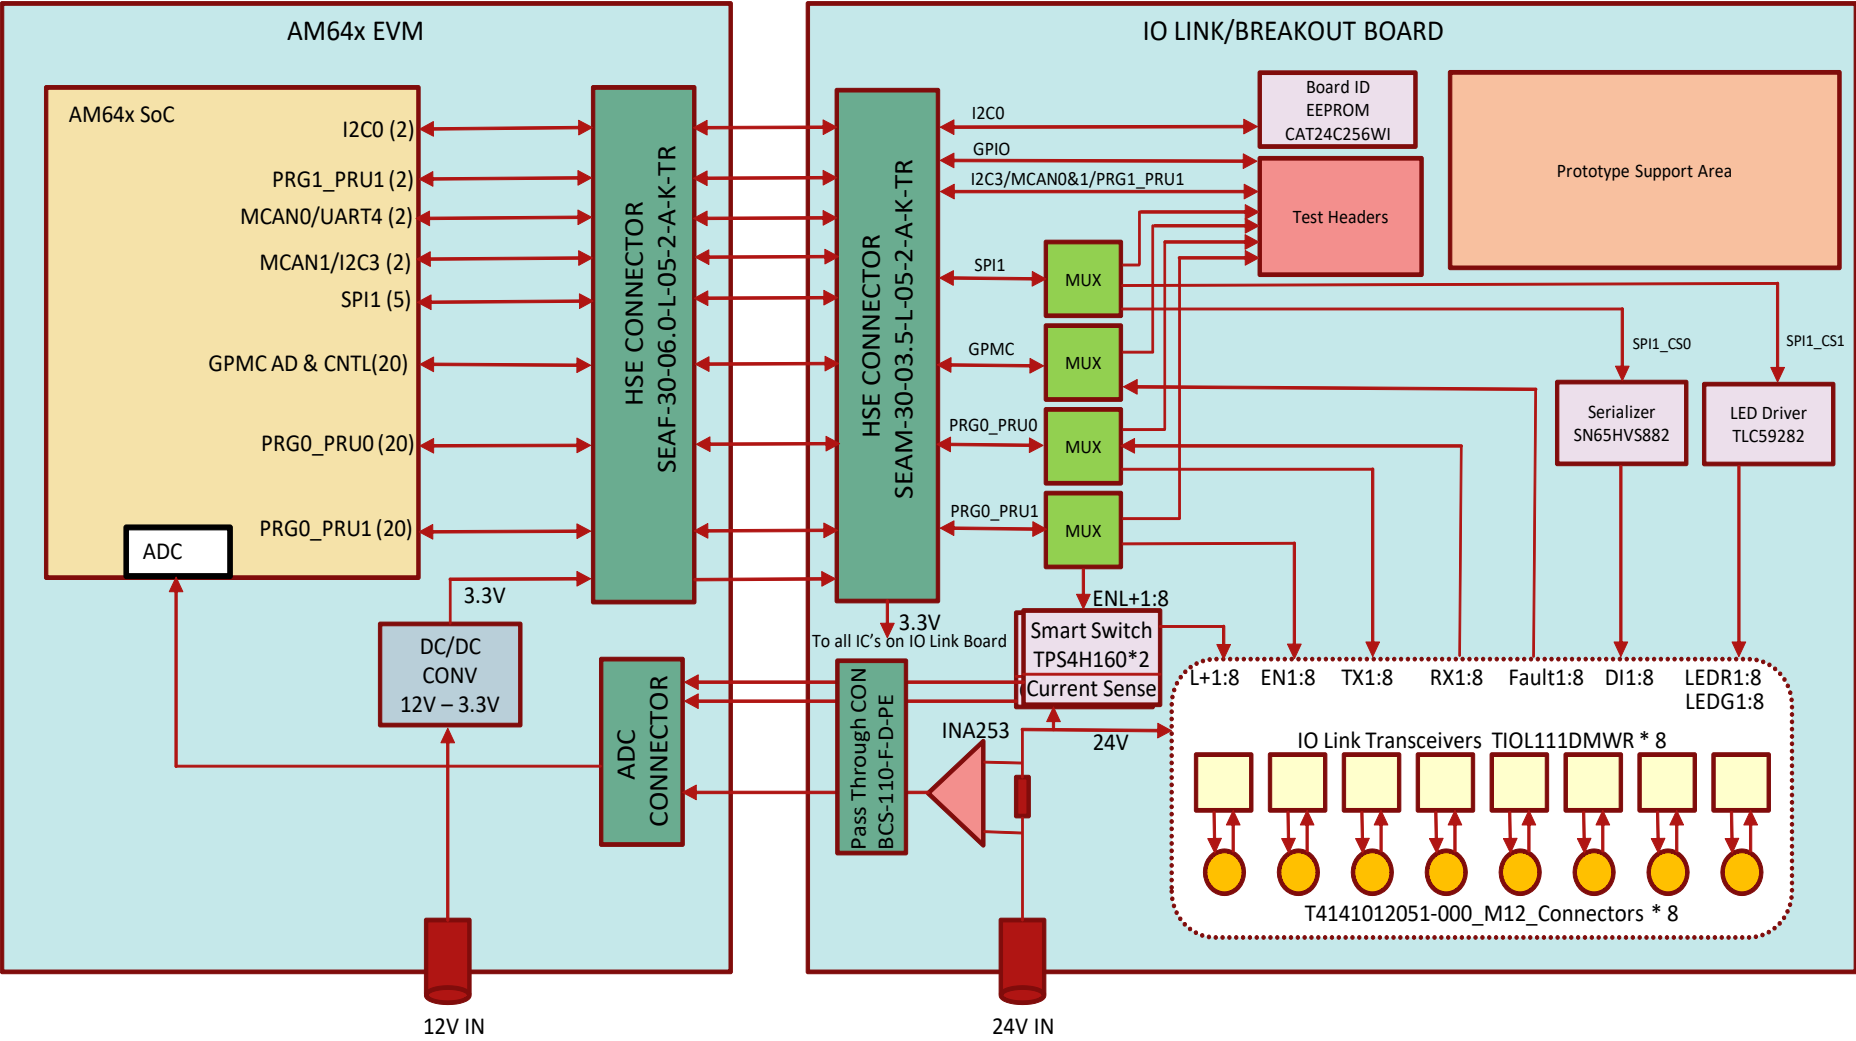 AM64x EVM
AM64x SoC
I2C0 (2)
PRG1_PRU1 (2)
MCAN0/UART4 (2)
MCAN1/I2C3 (2)
SPI1 (5)
GPMC AD & CNTL(20)
PRG0_PRU0 (20)
PRG0_PRU1 (20)
ADC
HSE CONNECTOR
SEAF-30-06.0-L-05-2-A-K-TR
3.3V
DC/DC
CONV
12V – 3.3V
ADC
CONNECTOR
12V IN
IO LINK/BREAKOUT BOARD
HSE CONNECTOR
SEAM-30-03.5-L-05-2-A-K-TR
I2C0
GPIO
I2C3/MCAN0&1/PRG1_PRU1
SPI1
GPMC
PRG0_PRU0
PRG0_PRU1
Board ID
EEPROM
CAT24C256WI
Test Headers
Prototype Support Area
MUX
MUX
MUX
MUX
SPI1_CS0
SPI1_CS1
Serializer
SN65HVS882
LED Driver
TLC59282
ENL+1:8
3.3V
To all IC's on IO Link Board
Smart Switch
TPS4H160*2
Current Sense
Pass Through CON
BCS-110-F-D-PE
INA253
24V
L+1:8
EN1:8
TX1:8
RX1:8
Fault1:8
DI1:8
LEDR1:8
LEDG1:8
IO Link Transceivers TIOL111DMWR * 8
T4141012051-000_M12_Connectors * 8
24V IN